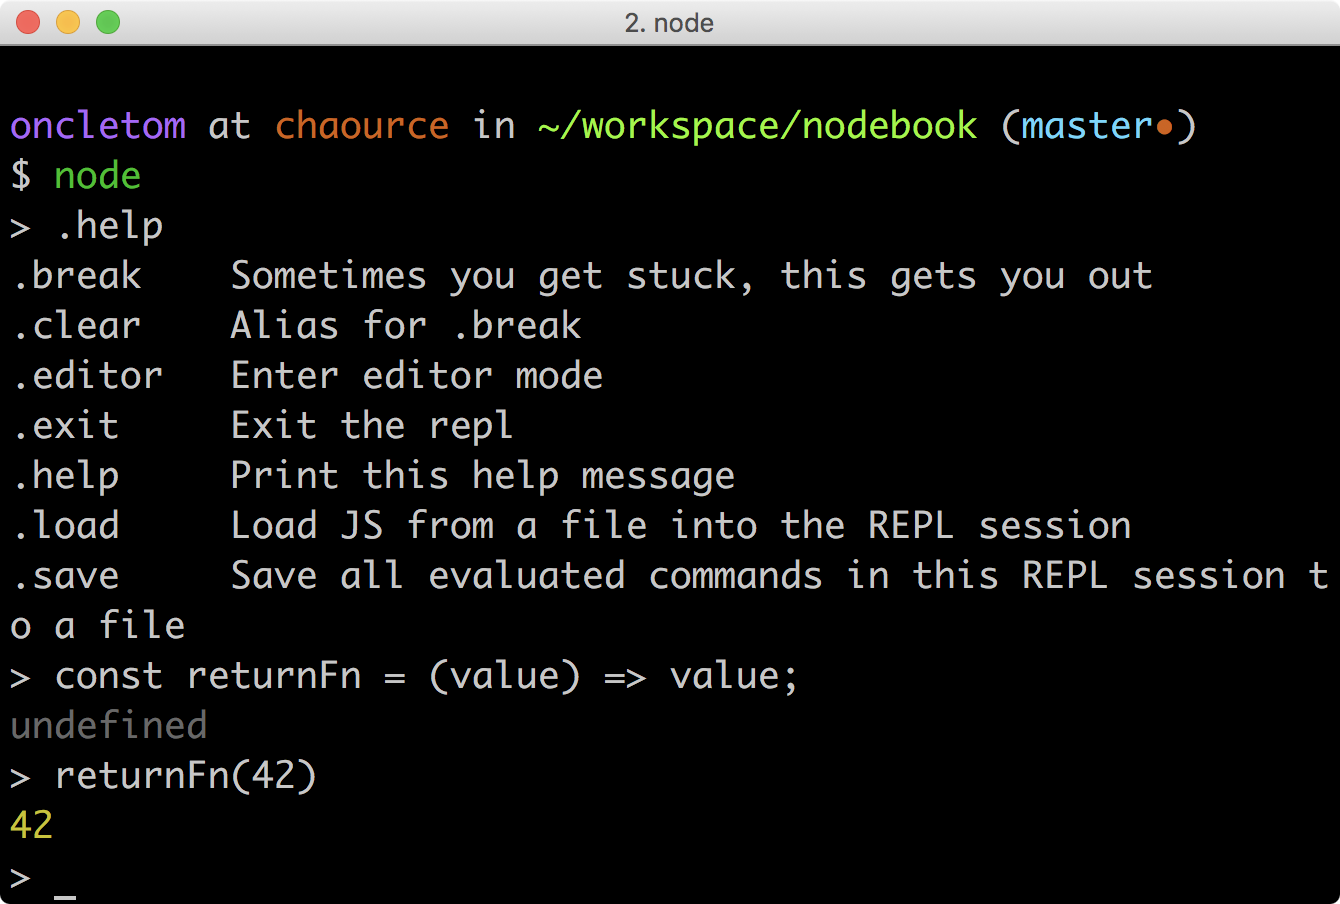 2. node
oncletom at chaource in ~/workspace/nodebook (master•)
$ node
> .help
.break    Sometimes you get stuck, this gets you out
.clear    Alias for .break
.editor   Enter editor mode
.exit     Exit the repl
.help     Print this help message
.load     Load JS from a file into the REPL session
.save     Save all evaluated commands in this REPL session t
o a file
> const returnFn = (value) => value;
undefined
> returnFn(42)
42
> _